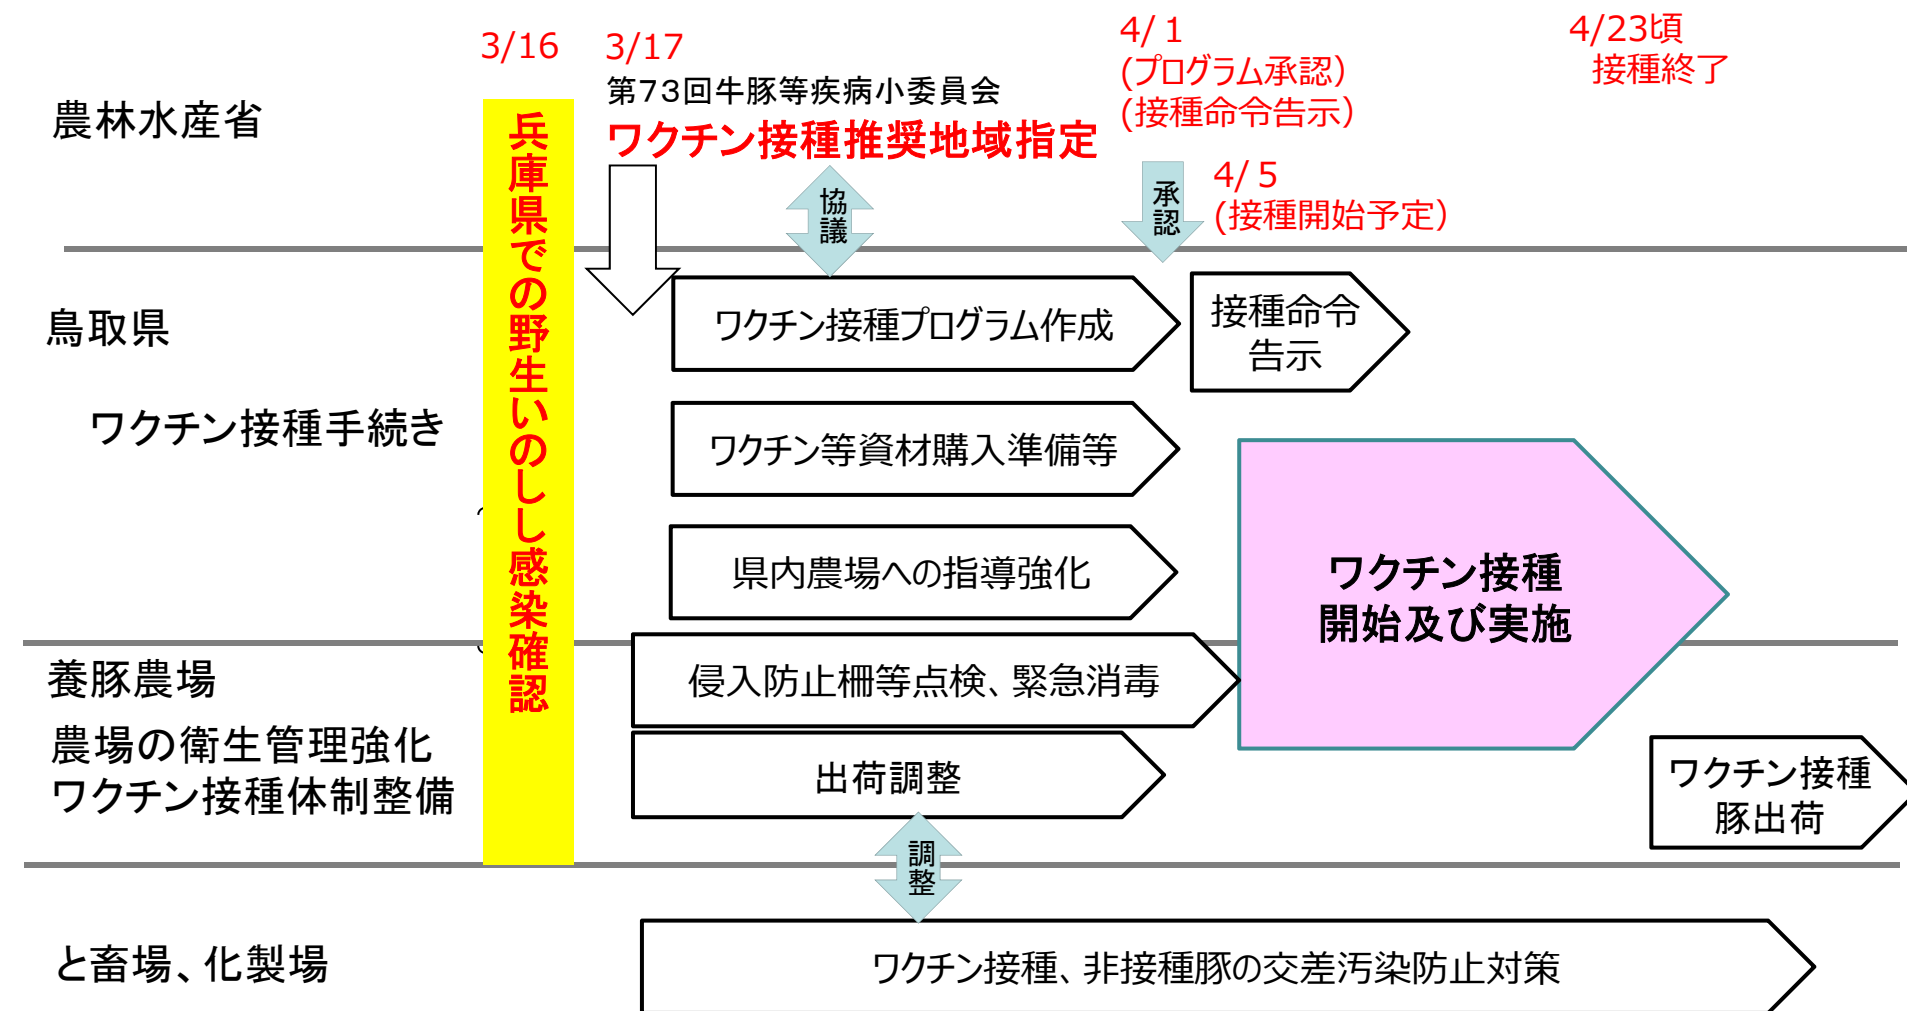 3/16
3/17
第73回牛豚等疾病小委員会
ワクチン接種推奨地域指定
4/1
(プログラム承認)
(接種命令告示)
4/23頃
接種終了
農林水産省
兵庫県での野生いのしし感染確認
協議
承認
4/5
(接種開始予定)
鳥取県
ワクチン接種プログラム作成
接種命令
告示
ワクチン接種手続き
ワクチン等資材購入準備等
県内農場への指導強化
ワクチン接種
開始及び実施
養豚農場
侵入防止柵等点検、緊急消毒
農場の衛生管理強化
ワクチン接種体制整備
出荷調整
ワクチン接種
豚出荷
調整
と畜場、化製場
ワクチン接種、非接種豚の交差汚染防止対策